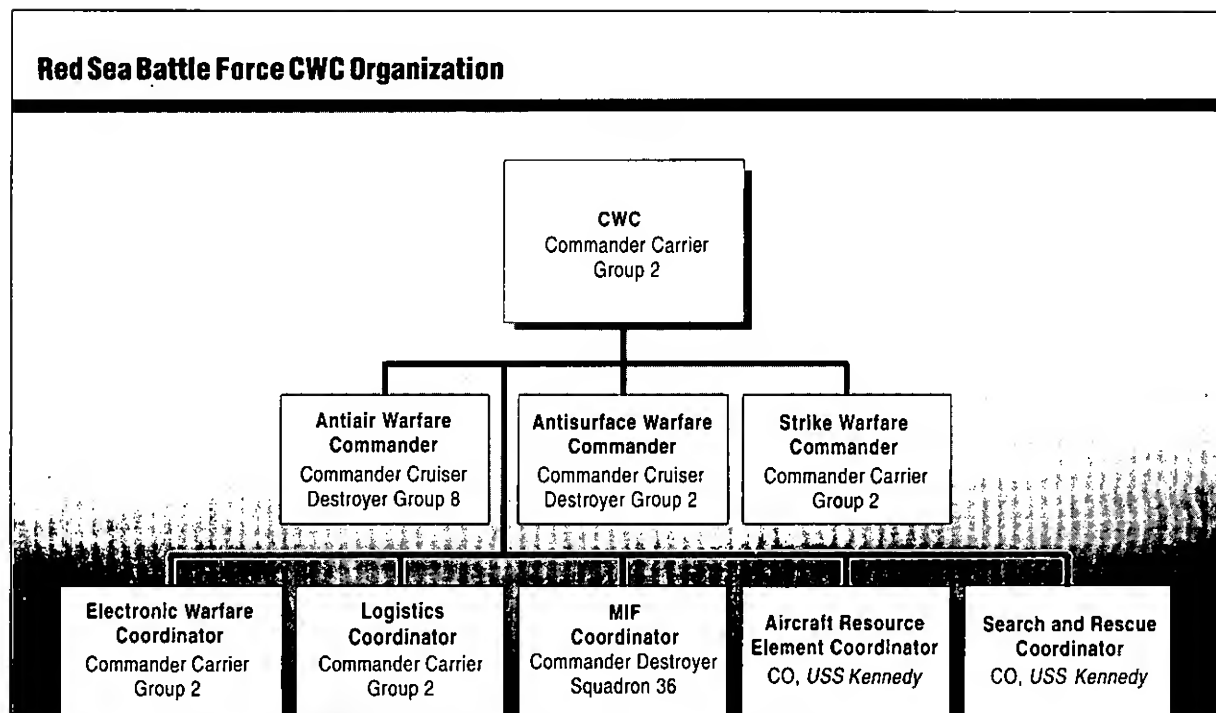 Red Sea Battle Force CWC Organization
CWC
Commander Carrier
Group 2
Antiair Warfare
Commander
Commander Cruiser
Destroyer Group 8
Antisurface Warfare
Commander
Commander Cruiser
Destroyer Group 2
Strike Warfare
Commander
Commander Carrier
Group 2
Electronic Warfare
Coordinator
Commander Carrier
Group 2
Logistics
Coordinator
Commander Carrier
Group 2
MIF
Coordinator
Commander Destroyer
Squadron 36
Aircraft Resource
Element Coordinator
CO, USS Kennedy
Search and Rescue
Coordinator
CO, USS Kennedy